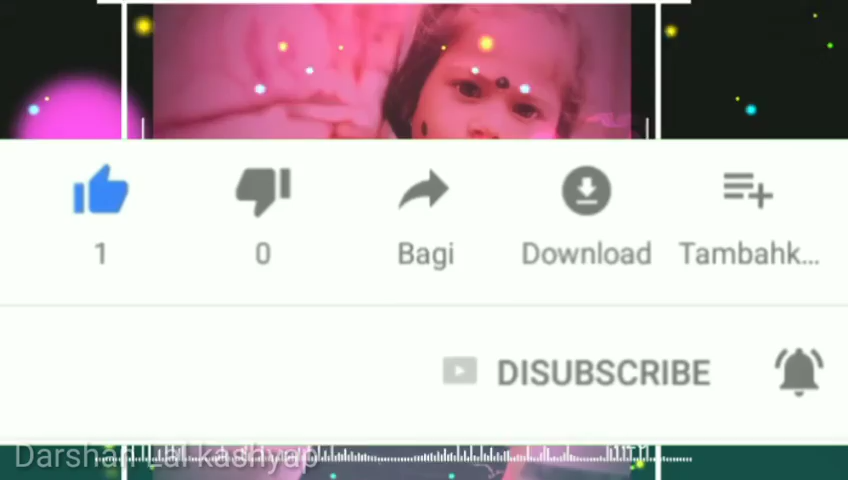 1
0
Bagi
Download
Tambahk...
DISUBSCRIBE
Darshan Lal kashyap